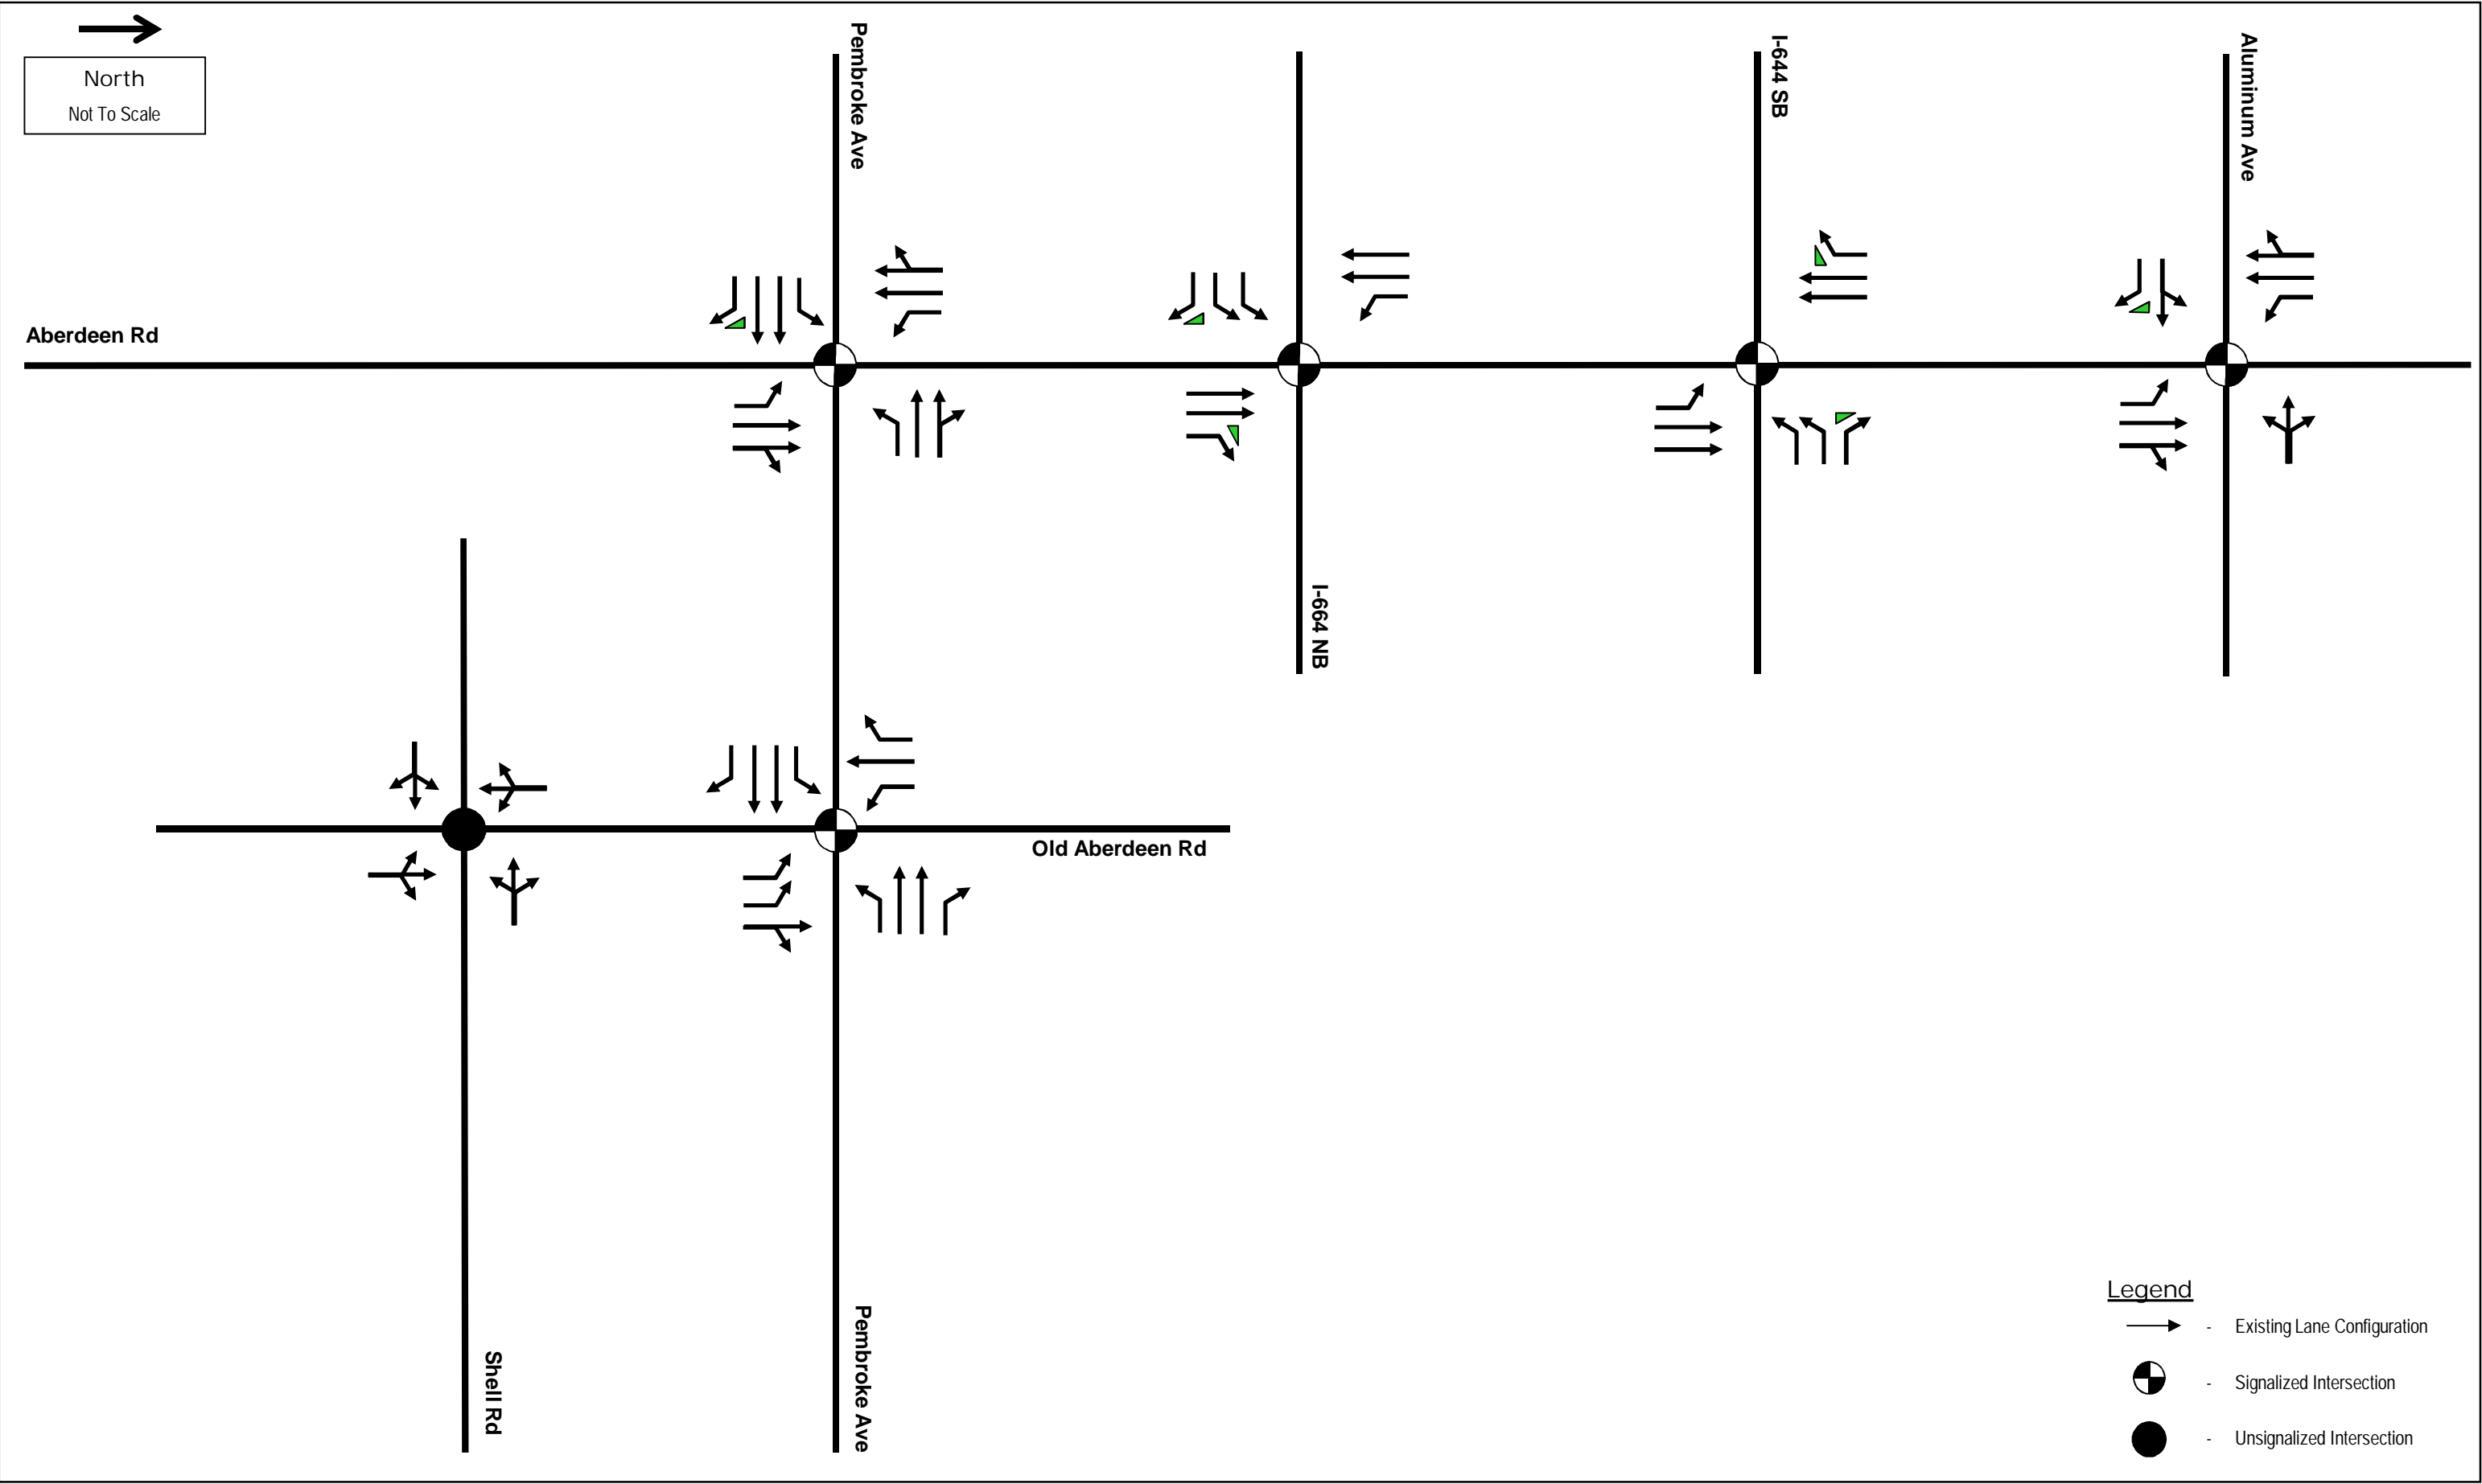 North
Not To Scale
Pembroke Ave
I-644 SB
Aluminum Ave
Aberdeen Rd
I-664 NB
Old Aberdeen Rd
Shell Rd
Pembroke Ave
Legend
- Existing Lane Configuration
- Signalized Intersection
- Unsignalized Intersection